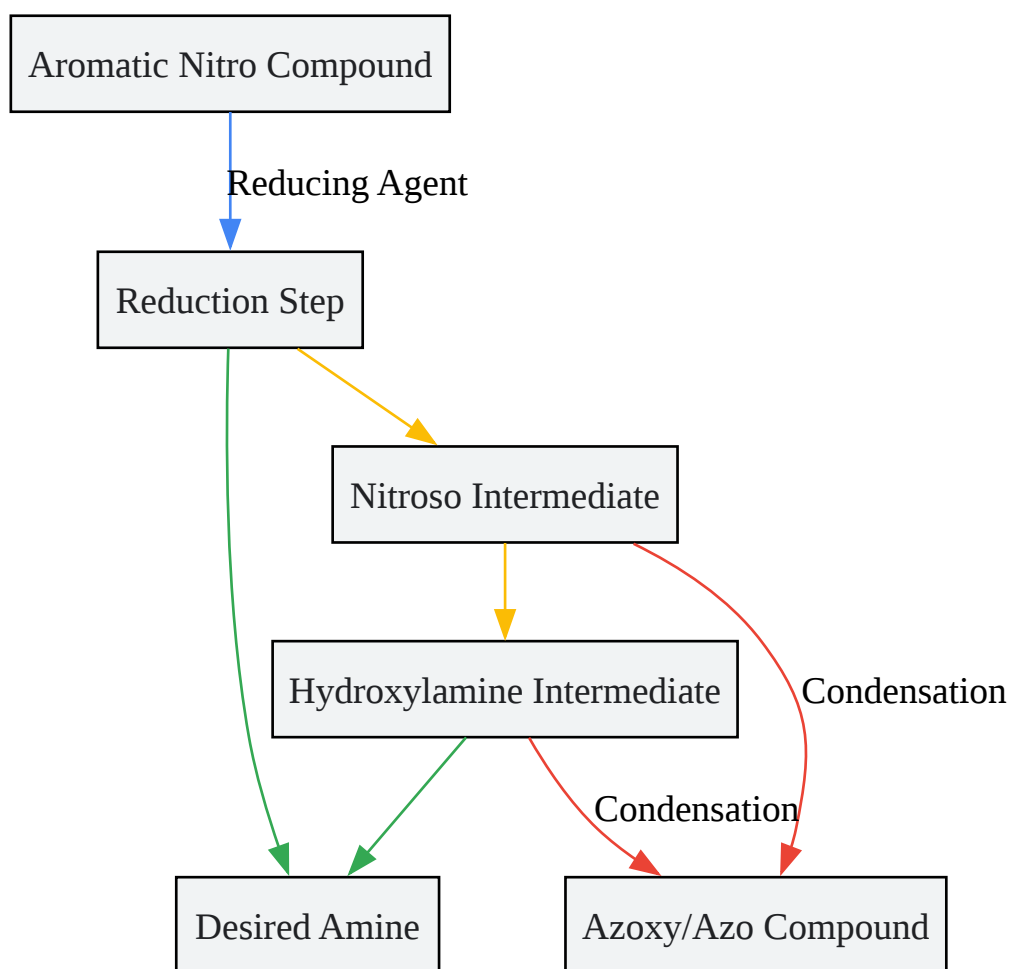 Aromatic Nitro Compound
Reducing Agent
Reduction Step
Nitroso Intermediate
Hydroxylamine Intermediate
Condensation
Condensation
Desired Amine
Azoxy/Azo Compound